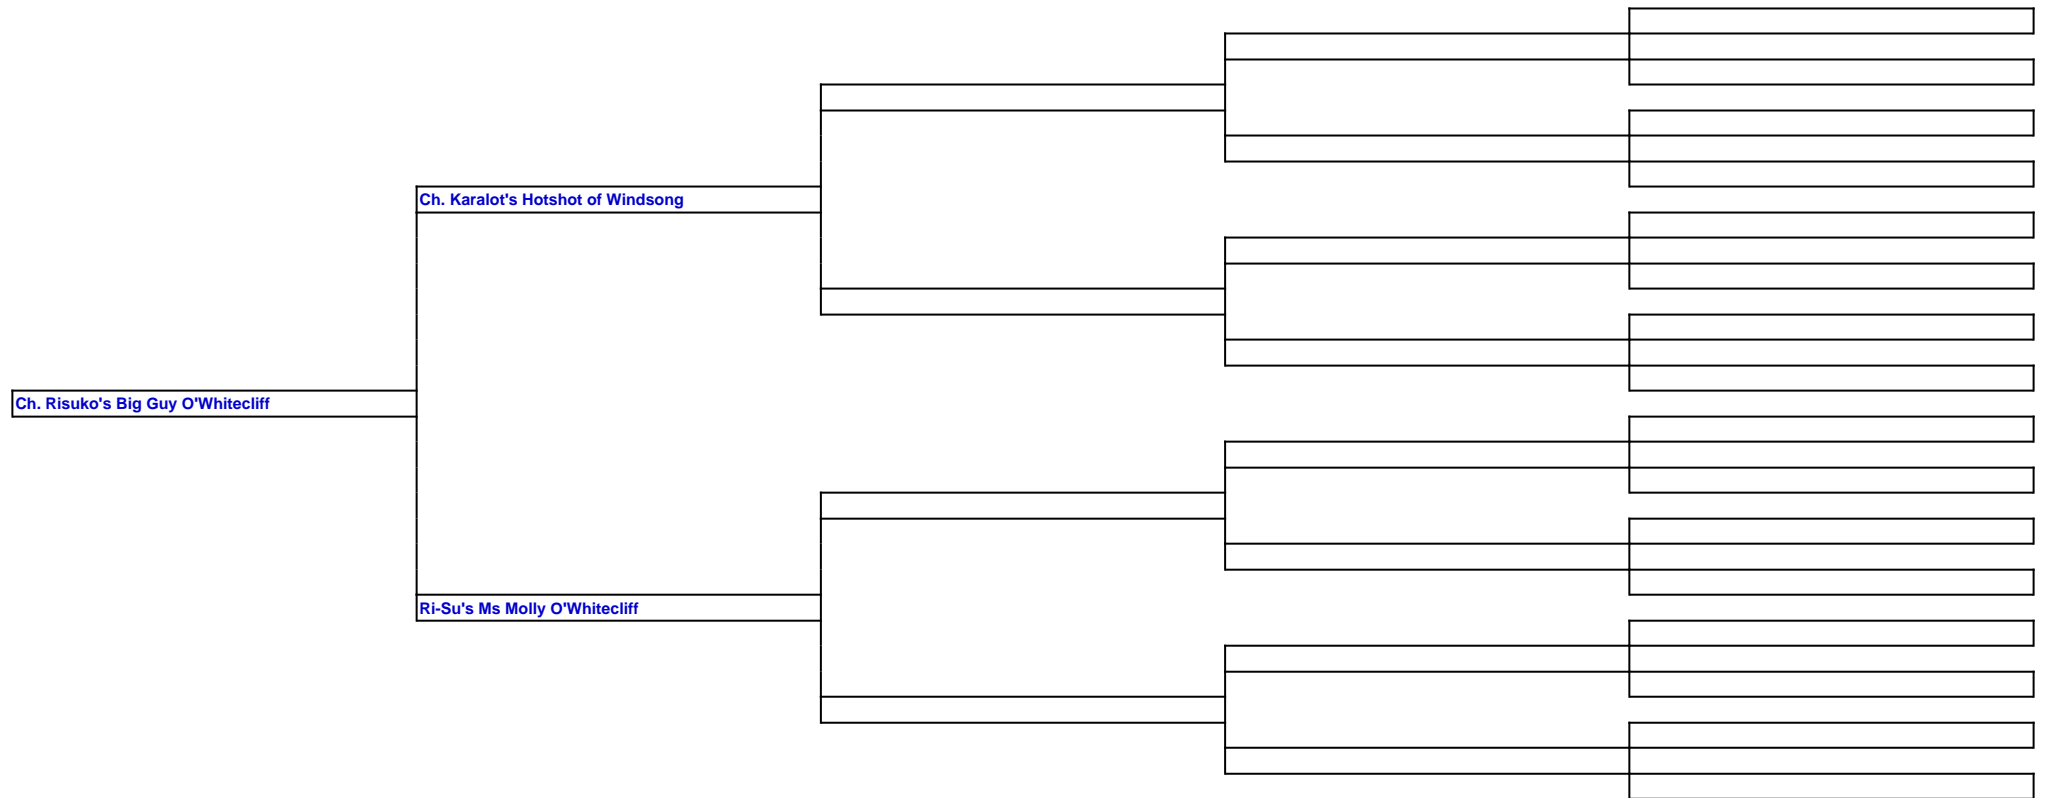 Ch. Karalot's Hotshot of Windsong
Ch. Risuko's Big Guy O'Whitecliff
Ri-Su's Ms Molly O'Whitecliff